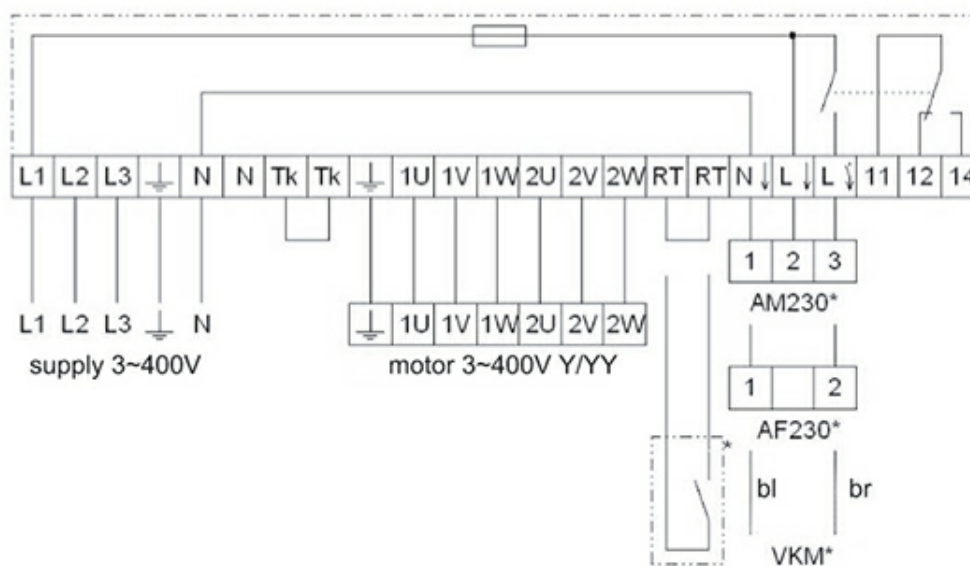 L1 L2 L3 ⏚ N N Tk Tk ⏚ 1U 1V 1W 2U 2V 2W RT RT N↓ L↓ L 11 12 14
1 2 3
AM230*
L1 L2 L3 ⏚ N
⏚ 1U 1V 1W 2U 2V 2W
supply 3~400V
motor 3~400V Y/YY
1 2
AF230*
*
bl br
VKM*